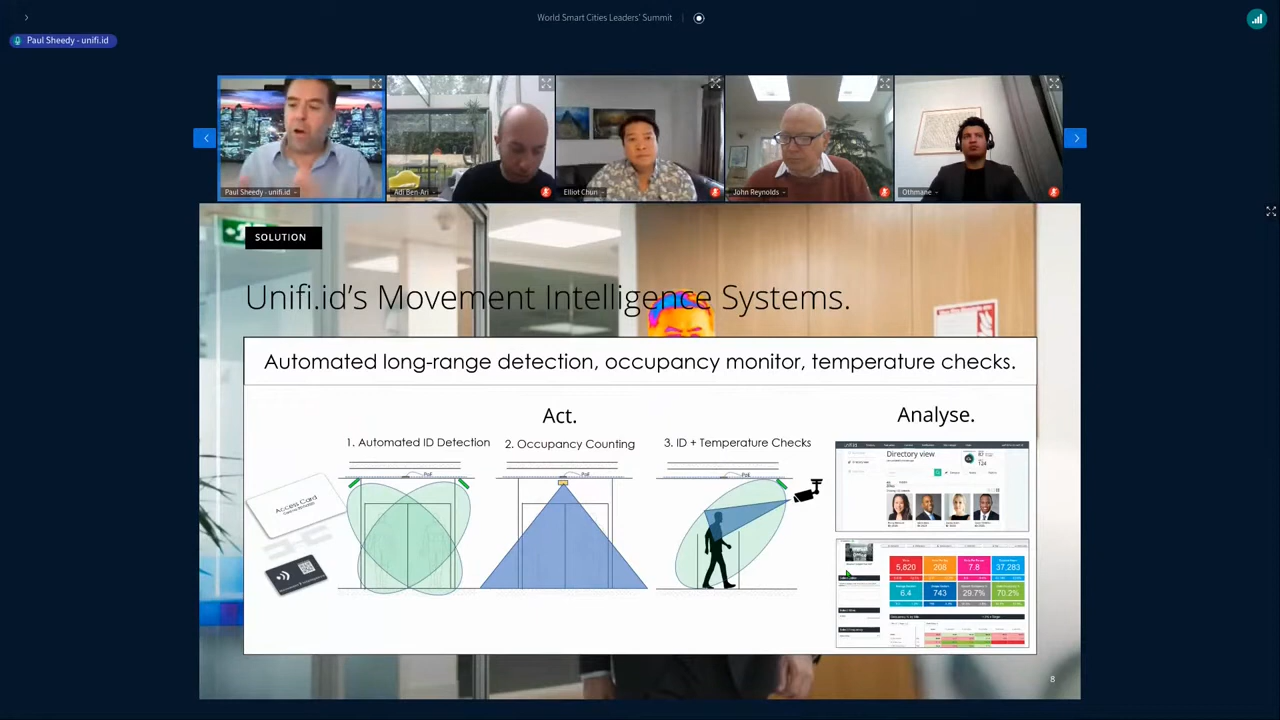 World Smart Cities Leaders' Summit
Paul Sheedy - unifi.id
Paul Sheedy - unifi.id
Adi Ben-Ari
Elliot Chun
John Reynolds
Othmane
SOLUTION
Unifi.id's Movement Intelligence Systems.
Automated long-range detection, occupancy monitor, temperature checks.
Act.
Analyse.
1. Automated ID Detection
2. Occupancy Counting
3. ID + Temperature Checks
PoE
PoE
PoE
Access Card
Directory view
5,820
208
7.8
37,283
6.4
743
29.7%
70.2%
8